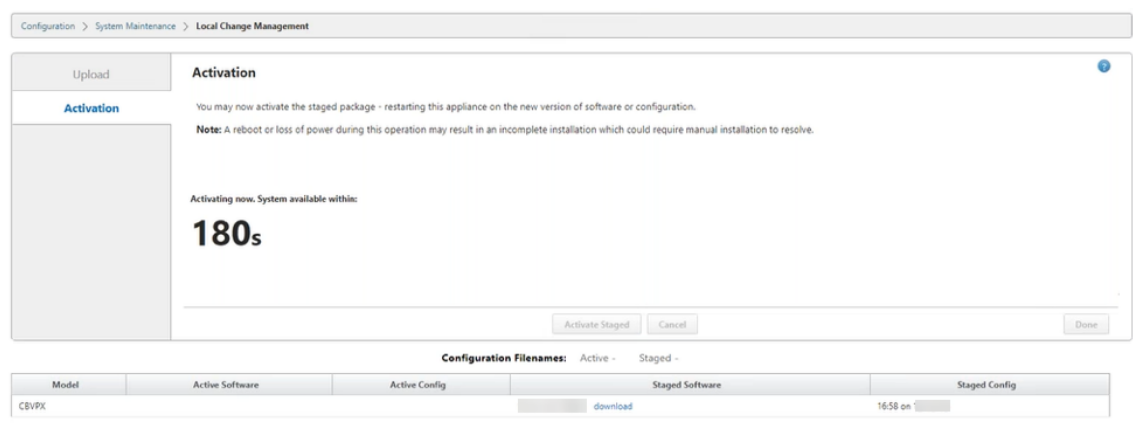 Configuration > System Maintenance > Local Change Management
Upload
Activation
Activation
?
You may now activate the staged package - restarting this appliance on the new version of software or configuration.
Note: A reboot or loss of power during this operation may result in an incomplete installation which could require manual installation to resolve.
Activating now. System available within:
180s
Activate Staged Cancel Done
Configuration Filenames: Active - Staged -
Model Active Software Active Config Staged Software Staged Config
CBVPX download 16:58 on